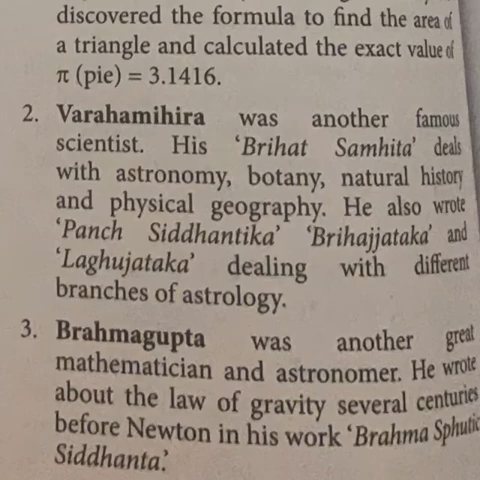 discovered the formula to find the area of
a triangle and calculated the exact value of
π (pie) = 3.1416.
2. Varahamihira was another famous
scientist. His ‘Brihat Samhita’ deals
with astronomy, botany, natural history
and physical geography. He also wrote
‘Panch Siddhantika’ ‘Brihajjataka’ and
‘Laghujataka’ dealing with different
branches of astrology.
3. Brahmagupta was another great
mathematician and astronomer. He wrote
about the law of gravity several centuries
before Newton in his work ‘Brahma Sphutic
Siddhanta’.